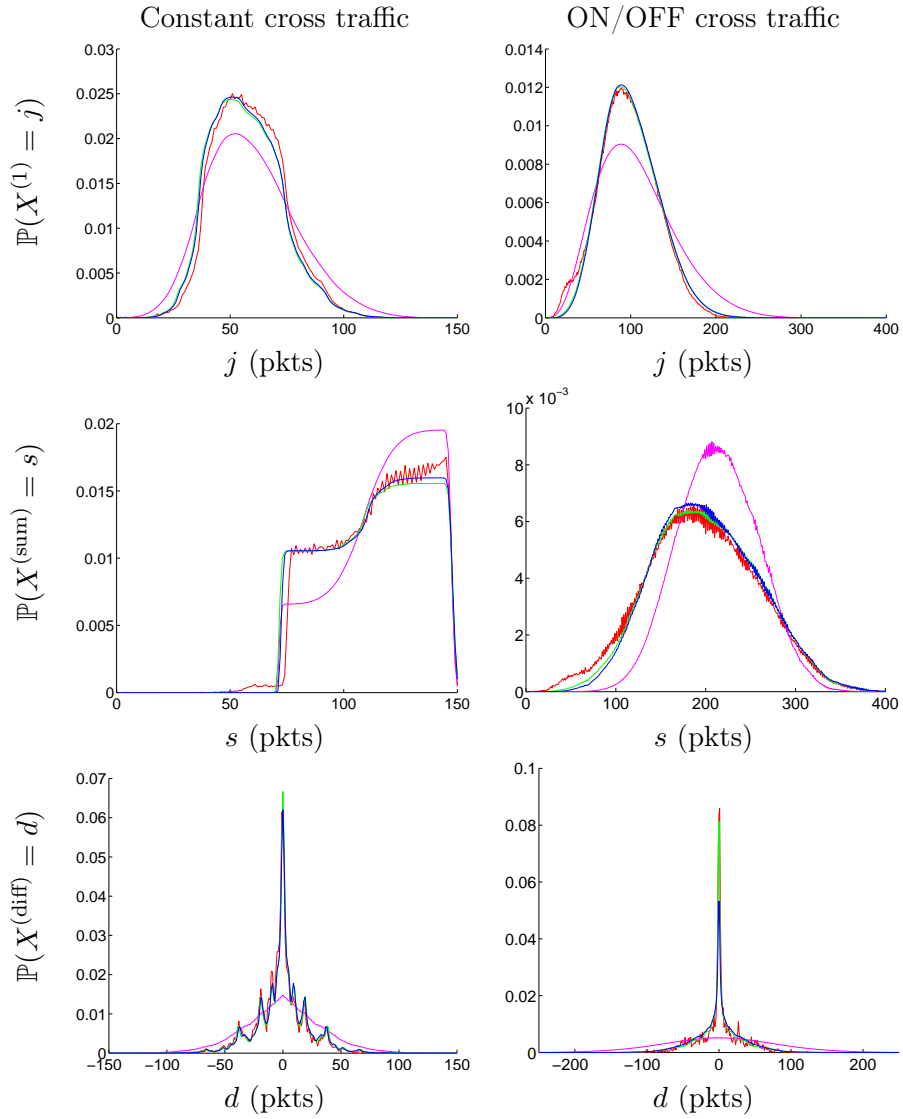 Constant cross traffic
ON/OFF cross traffic
ℙ(X⁽¹⁾ = j)
0.03
0.025
0.02
0.015
0.01
0.005
0
0 50 100 150
j (pkts)
0.014
0.012
0.01
0.008
0.006
0.004
0.002
0
0 100 200 300 400
j (pkts)
ℙ(X⁽ˢᵘᵐ⁾ = s)
0.02
0.015
0.01
0.005
0
0 50 100 150
s (pkts)
10 x 10⁻³
8
6
4
2
0
0 100 200 300 400
s (pkts)
ℙ(X⁽ᵈⁱᶠᶠ⁾ = d)
0.07
0.06
0.05
0.04
0.03
0.02
0.01
0
−150 −100 −50 0 50 100 150
d (pkts)
0.1
0.08
0.06
0.04
0.02
0
−200 −100 0 100 200
d (pkts)